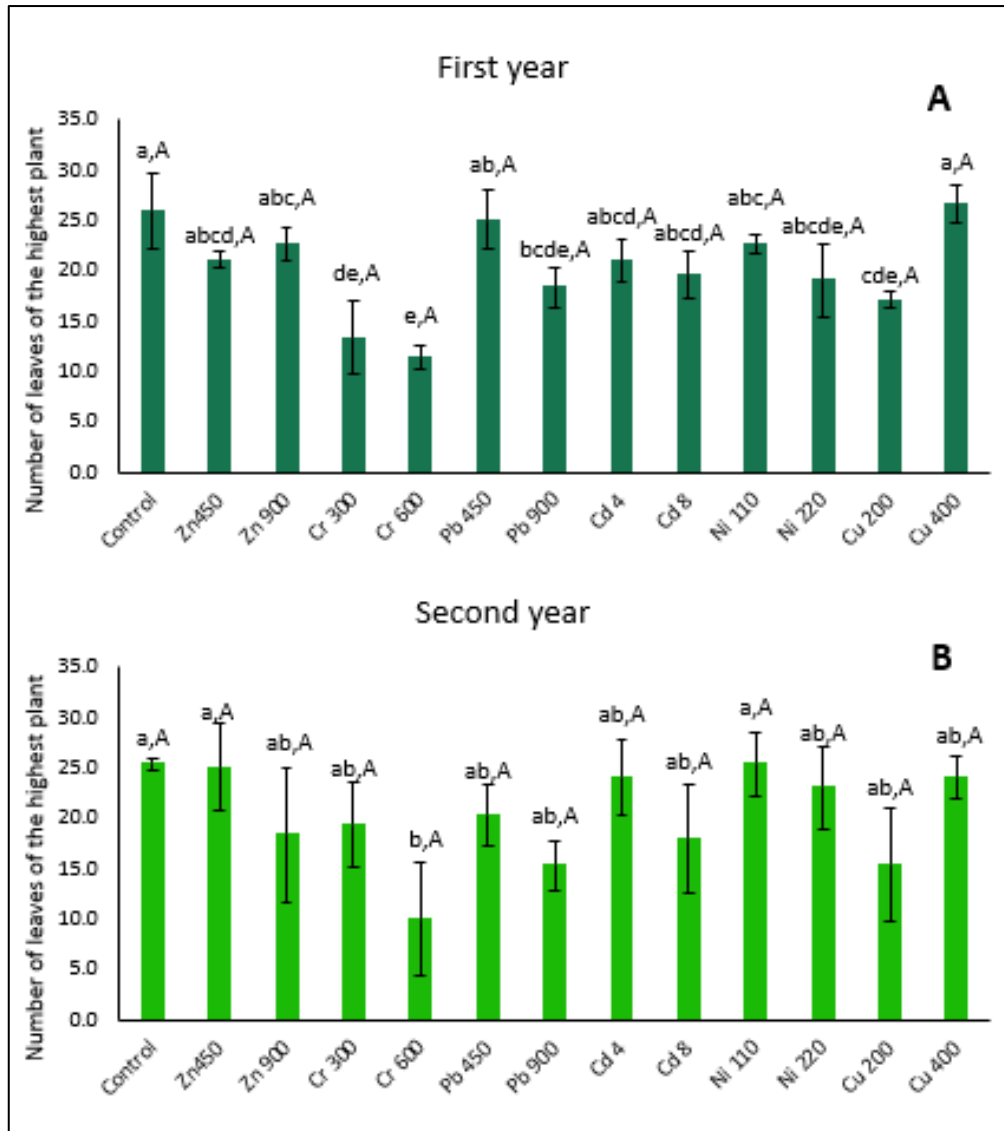 First year
A
Number of leaves of the highest plant
35.0
30.0
25.0
20.0
15.0
10.0
5.0
0.0
a,A
abcd,A
abc,A
de,A
e,A
ab,A
bcde,A
abcd,A
abcd,A
abc,A
abcde,A
cde,A
a,A
Control
Zn450
Zn 900
Cr 300
Cr 600
Pb 450
Pb 900
Cd 4
Cd 8
Ni 110
Ni 220
Cu 200
Cu 400
Second year
B
Number of leaves of the highest plant
35.0
30.0
25.0
20.0
15.0
10.0
5.0
0.0
a,A
a,A
ab,A
ab,A
b,A
ab,A
ab,A
ab,A
ab,A
a,A
ab,A
ab,A
ab,A
Control
Zn450
Zn 900
Cr 300
Cr 600
Pb 450
Pb 900
Cd 4
Cd 8
Ni 110
Ni 220
Cu 200
Cu 400